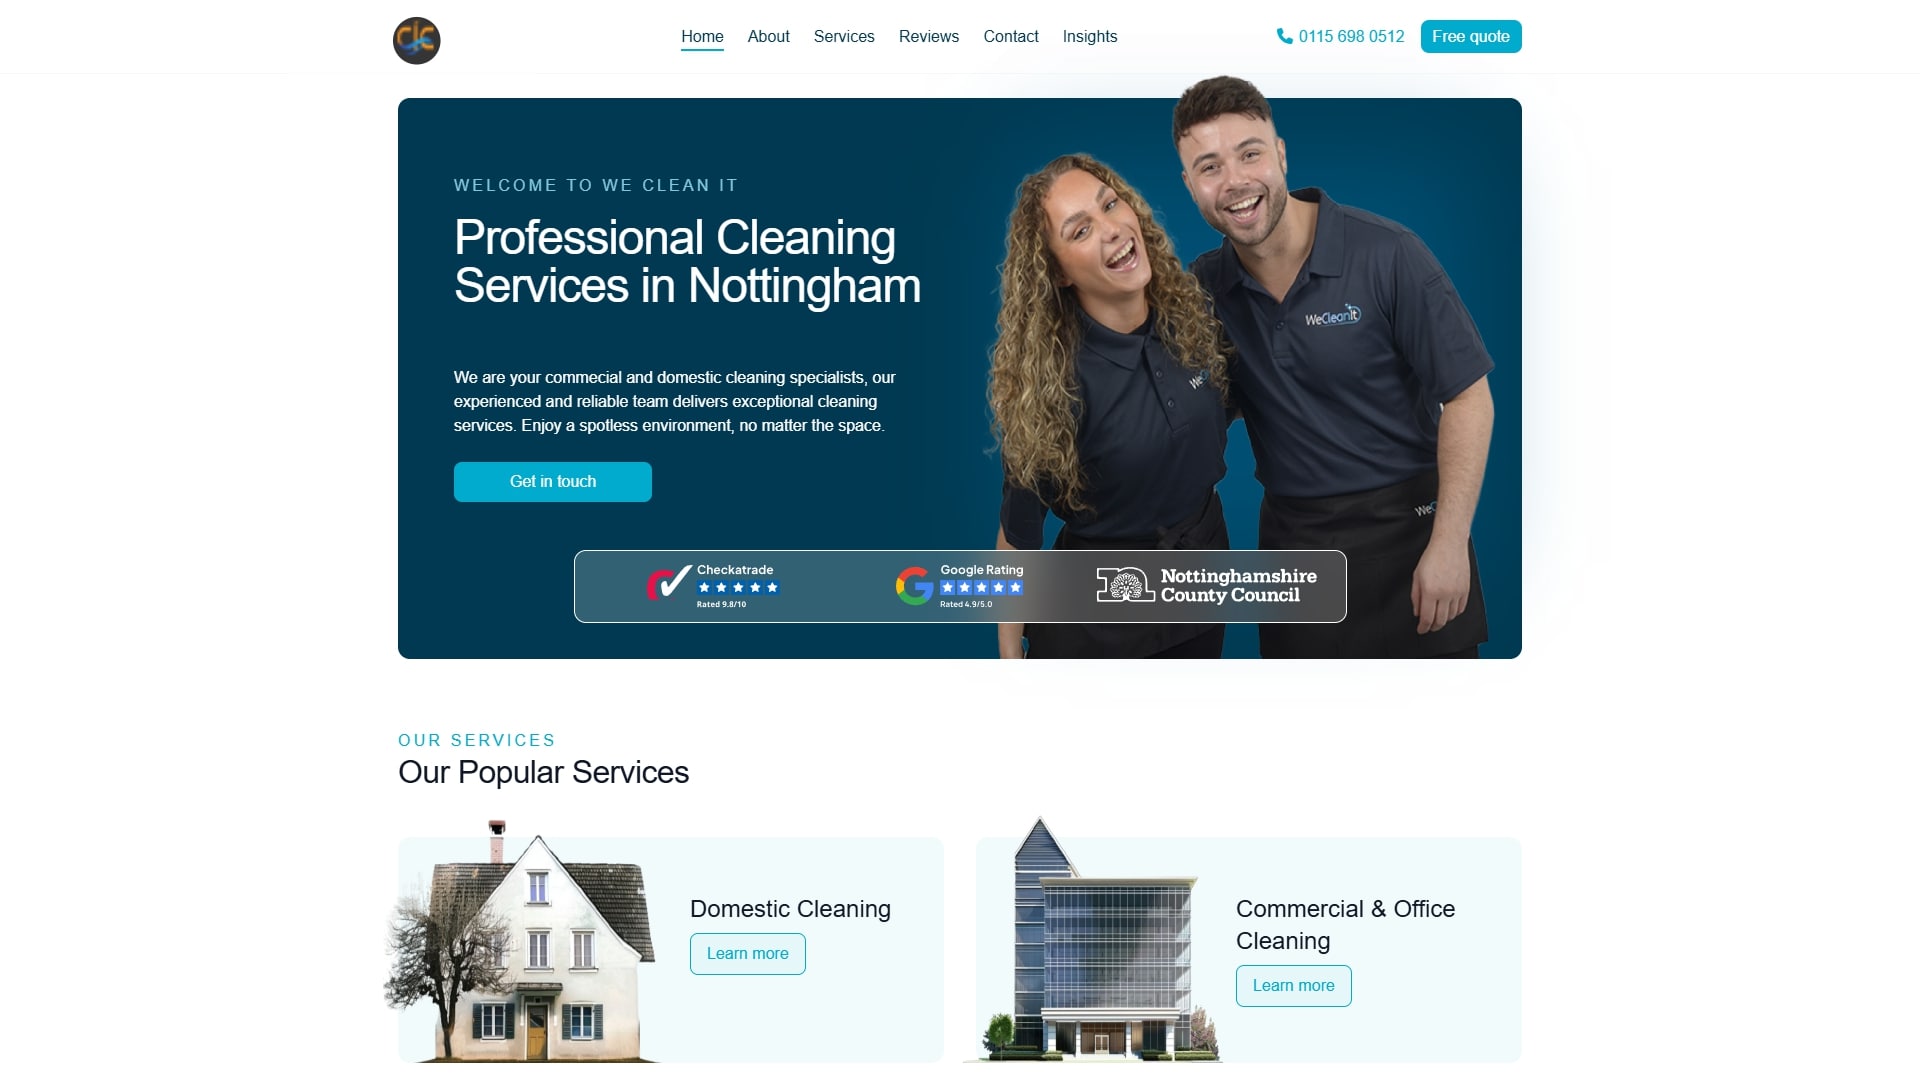 Home
About
Services
Reviews
Contact
Insights
0115 698 0512
Free quote
WELCOME TO WE CLEAN IT
Professional Cleaning
Services in Nottingham
We are your commecial and domestic cleaning specialists, our
experienced and reliable team delivers exceptional cleaning
services. Enjoy a spotless environment, no matter the space.
Get in touch
WeCleanIt
We
We
Checkatrade
Rated 9.8/10
Google Rating
Rated 4.9/5.0
Nottinghamshire
County Council
OUR SERVICES
Our Popular Services
Domestic Cleaning
Learn more
Commercial & Office
Cleaning
Learn more